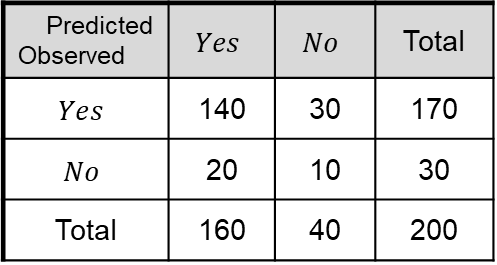 Predicted
Observed
Yes No Total
Yes 140 30 170
No 20 10 30
Total 160 40 200